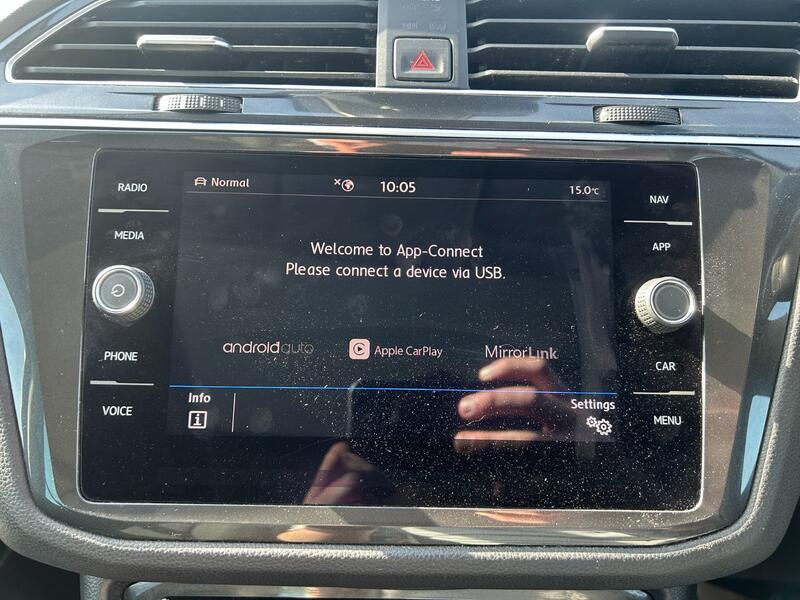 RADIO
MEDIA
PHONE
VOICE
Normal
10:05
15.0°C
Welcome to App-Connect
Please connect a device via USB.
androidauto
Apple CarPlay
MirrorLink
Info
i
Settings
NAV
APP
CAR
MENU